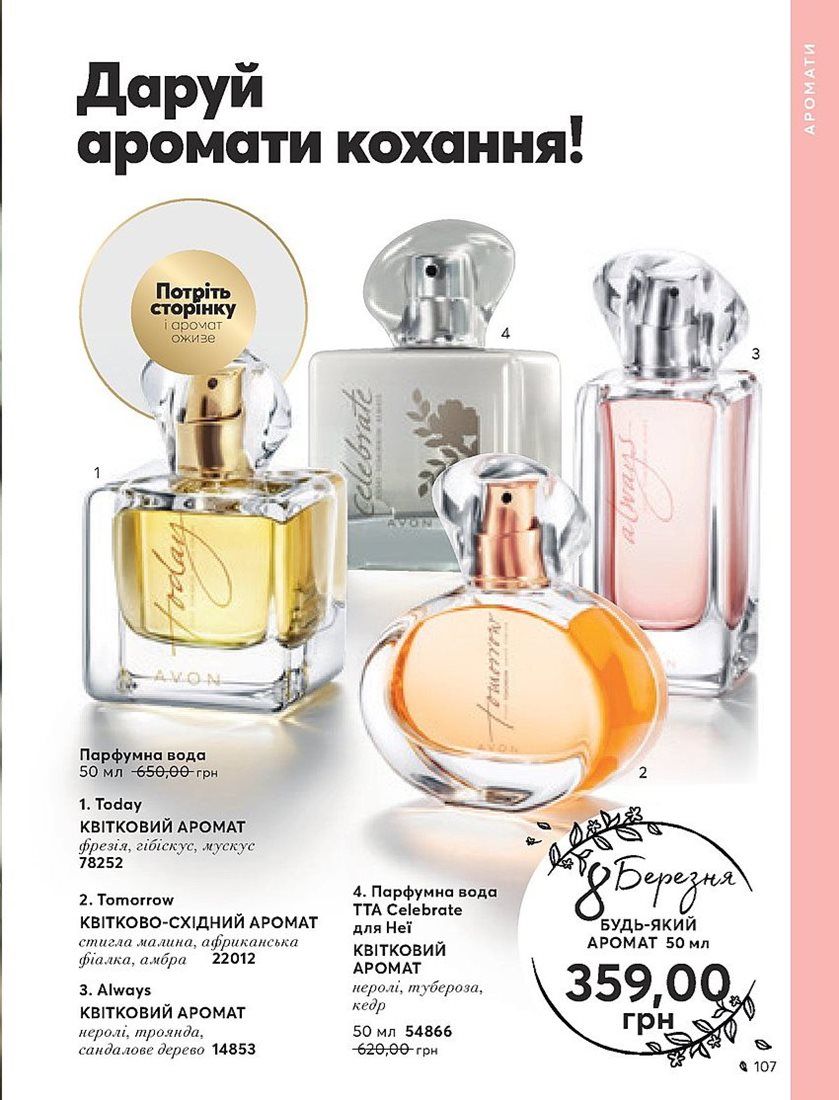 АРОМАТИ
Даруй
аромати кохання!
Потріть
сторінку
і аромат
оживе
4
3
1
celebrate
AVON
always
today
AVON
tomorrow
AVON
2
Парфумна вода
50 мл 650,00 грн
1. Today
КВІТКОВИЙ АРОМАТ
фрезія, гібіскус, мускус
78252
2. Tomorrow
КВІТКОВО-СХІДНИЙ АРОМАТ
стигла малина, африканська
фіалка, амбра 22012
3. Always
КВІТКОВИЙ АРОМАТ
неролі, троянда,
сандалове дерево 14853
4. Парфумна вода
TTA Celebrate
для Неї
КВІТКОВИЙ
АРОМАТ
неролі, тубероза,
кедр
50 мл 54866
620,00 грн
8 Березня
БУДЬ-ЯКИЙ
АРОМАТ 50 мл
359,00
грн
107